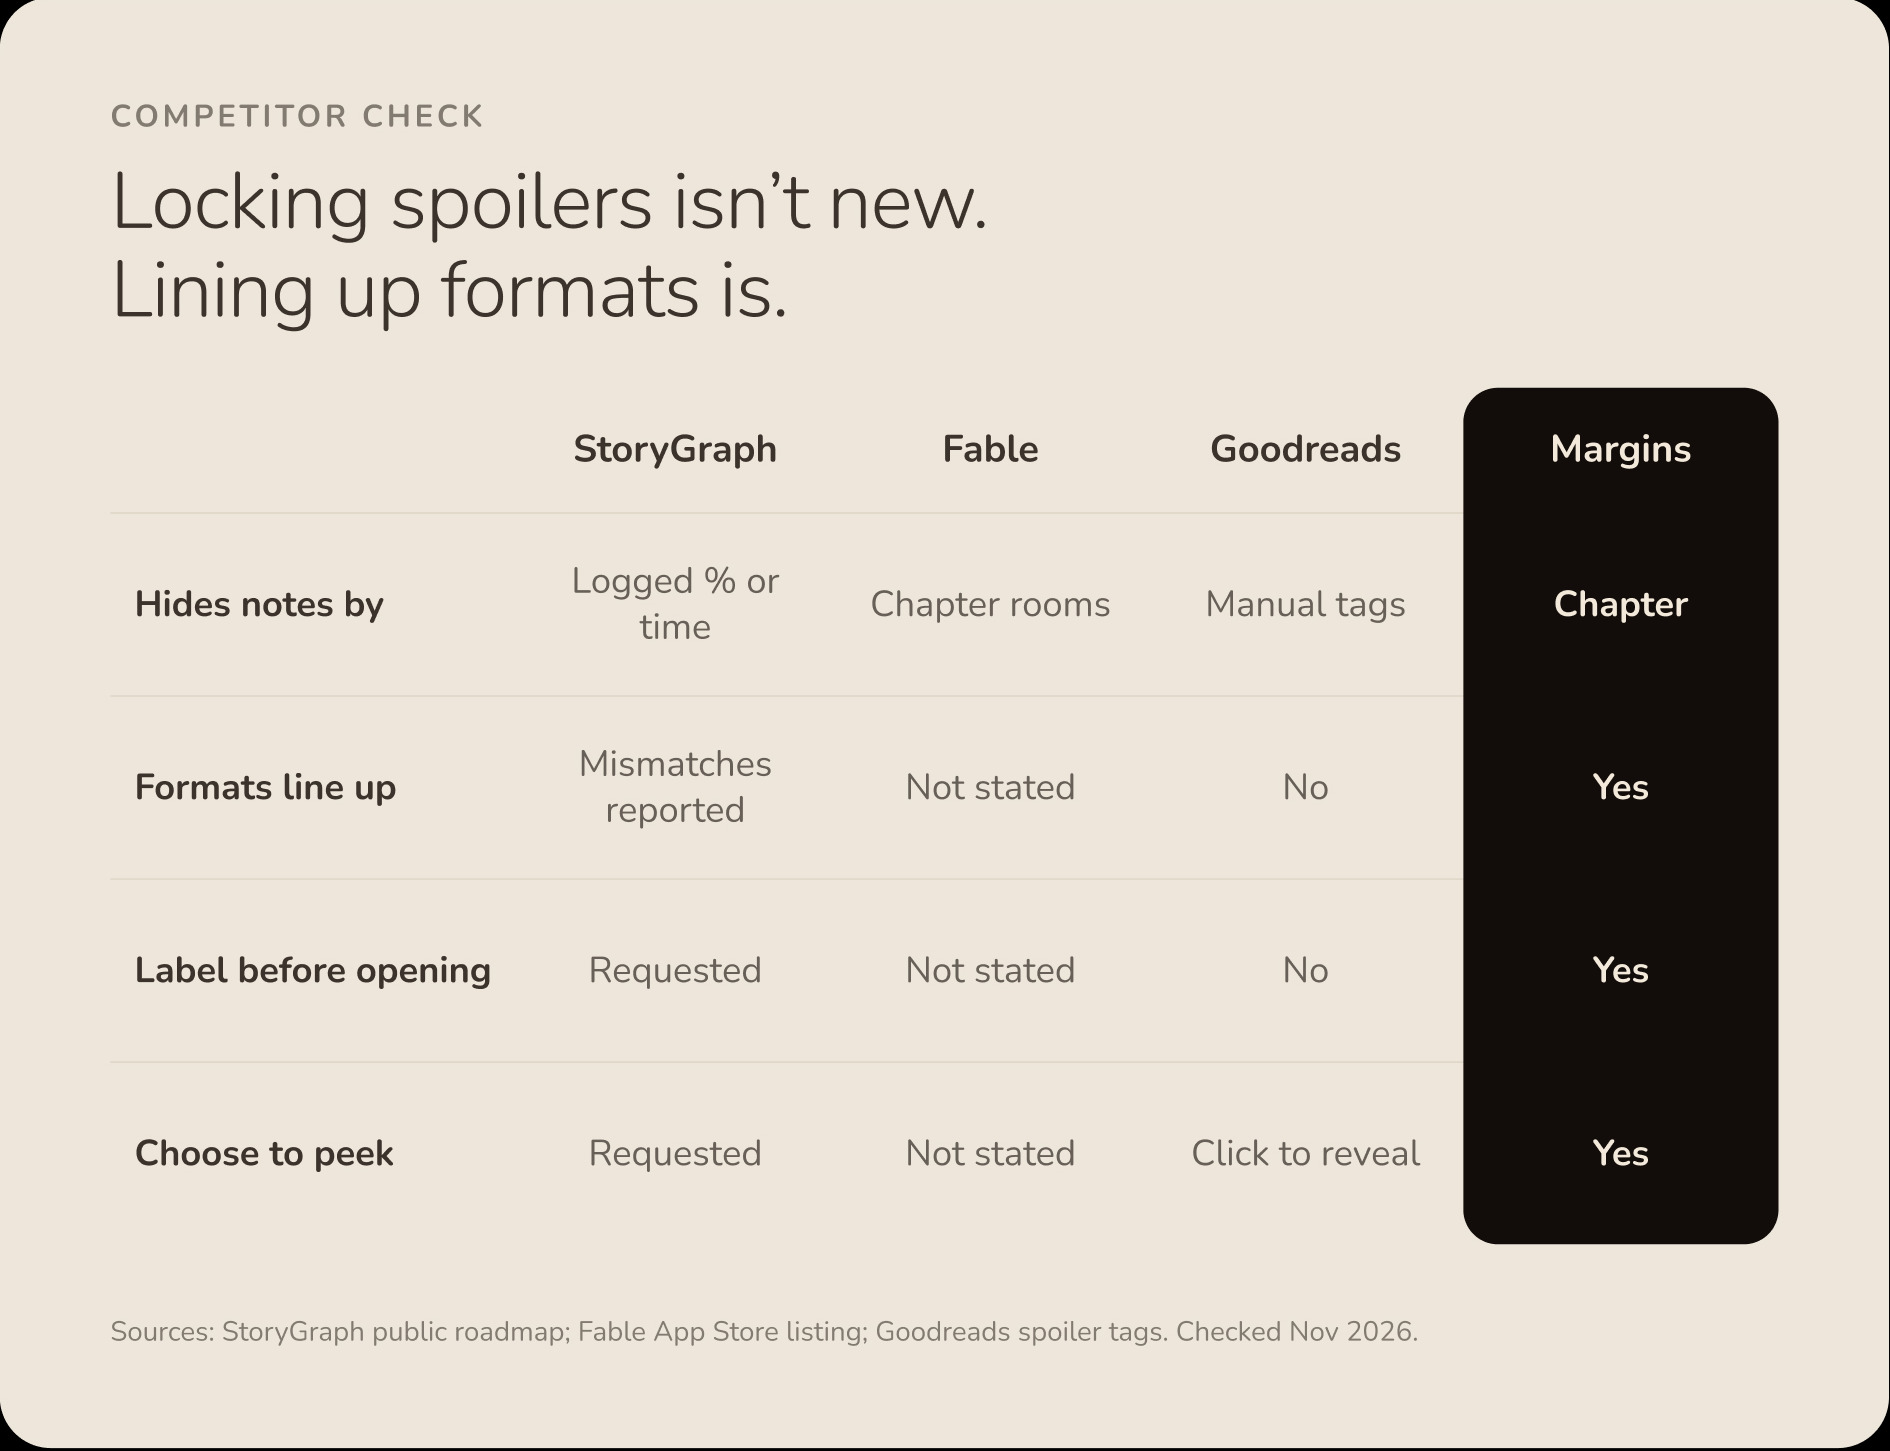 COMPETITOR CHECK
Locking spoilers isn’t new.
Lining up formats is.
StoryGraph Fable Goodreads Margins
Hides notes by Logged % or time Chapter rooms Manual tags Chapter
Formats line up Mismatches reported Not stated No Yes
Label before opening Requested Not stated No Yes
Choose to peek Requested Not stated Click to reveal Yes
Sources: StoryGraph public roadmap; Fable App Store listing; Goodreads spoiler tags. Checked Nov 2026.